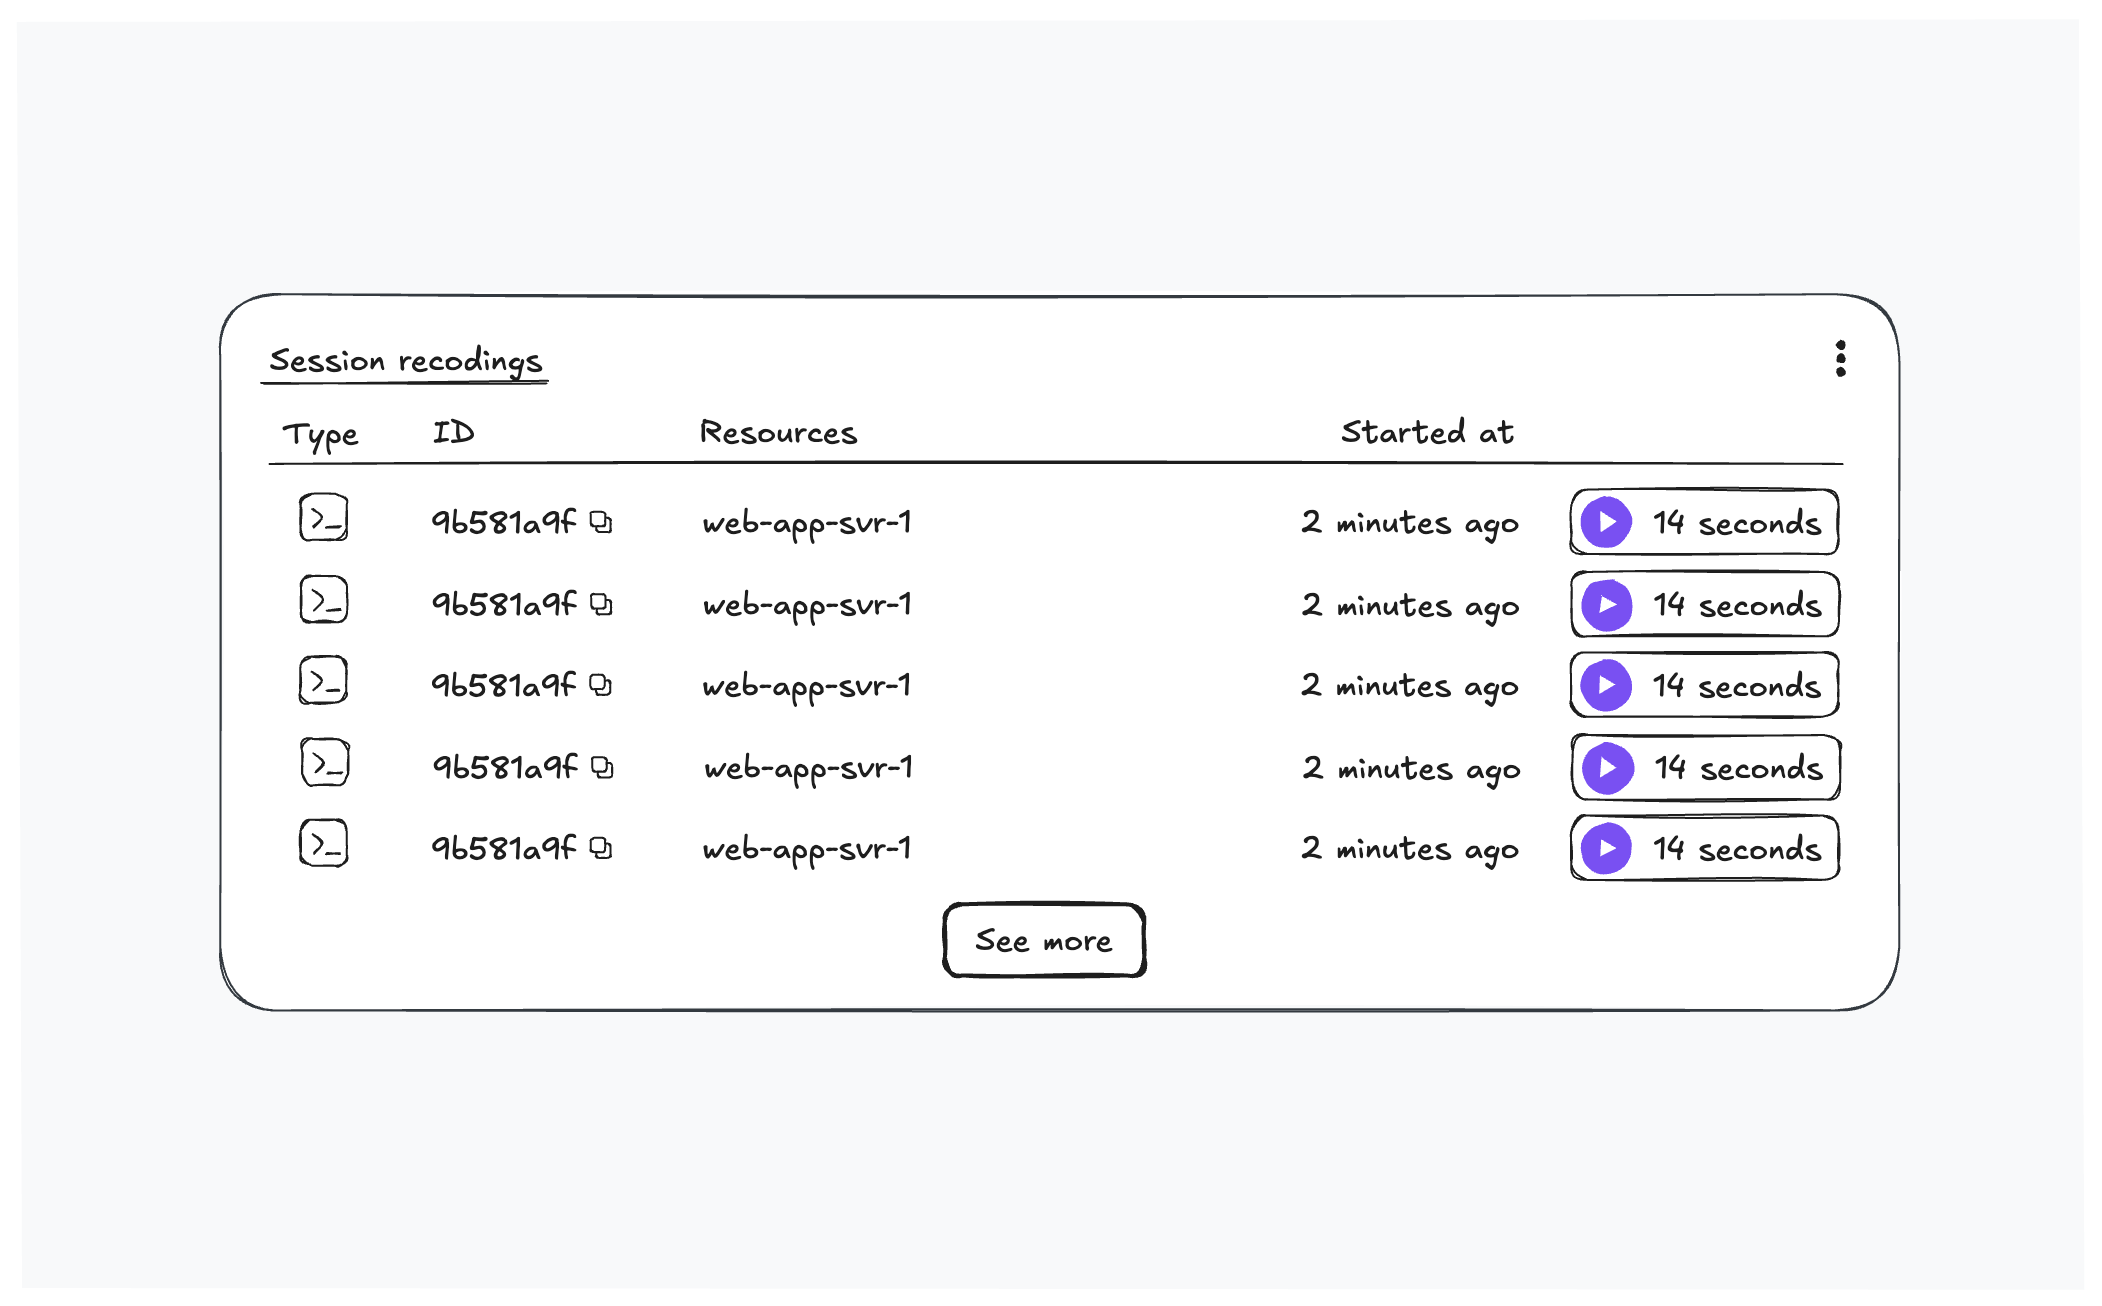 Session recodings
Type ID Resources Started at
>_ 9b581a9f web-app-svr-1 2 minutes ago 14 seconds
>_ 9b581a9f web-app-svr-1 2 minutes ago 14 seconds
>_ 9b581a9f web-app-svr-1 2 minutes ago 14 seconds
>_ 9b581a9f web-app-svr-1 2 minutes ago 14 seconds
>_ 9b581a9f web-app-svr-1 2 minutes ago 14 seconds
See more